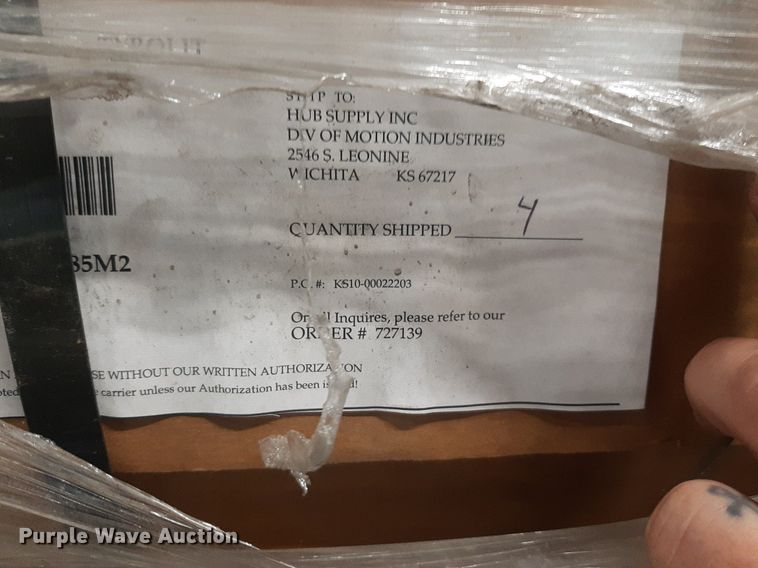 TYROLIT
SHIP TO:
HUB SUPPLY INC
DIV OF MOTION INDUSTRIES
2546 S. LEONINE
WICHITA KS 67217
QUANTITY SHIPPED 4
35M2
P.O. #: KS10-00022203
On all Inquires, please refer to our
ORDER # 727139
SE WITHOUT OUR WRITTEN AUTHORIZATION
carrier unless our Authorization has been issued!
Purple Wave Auction